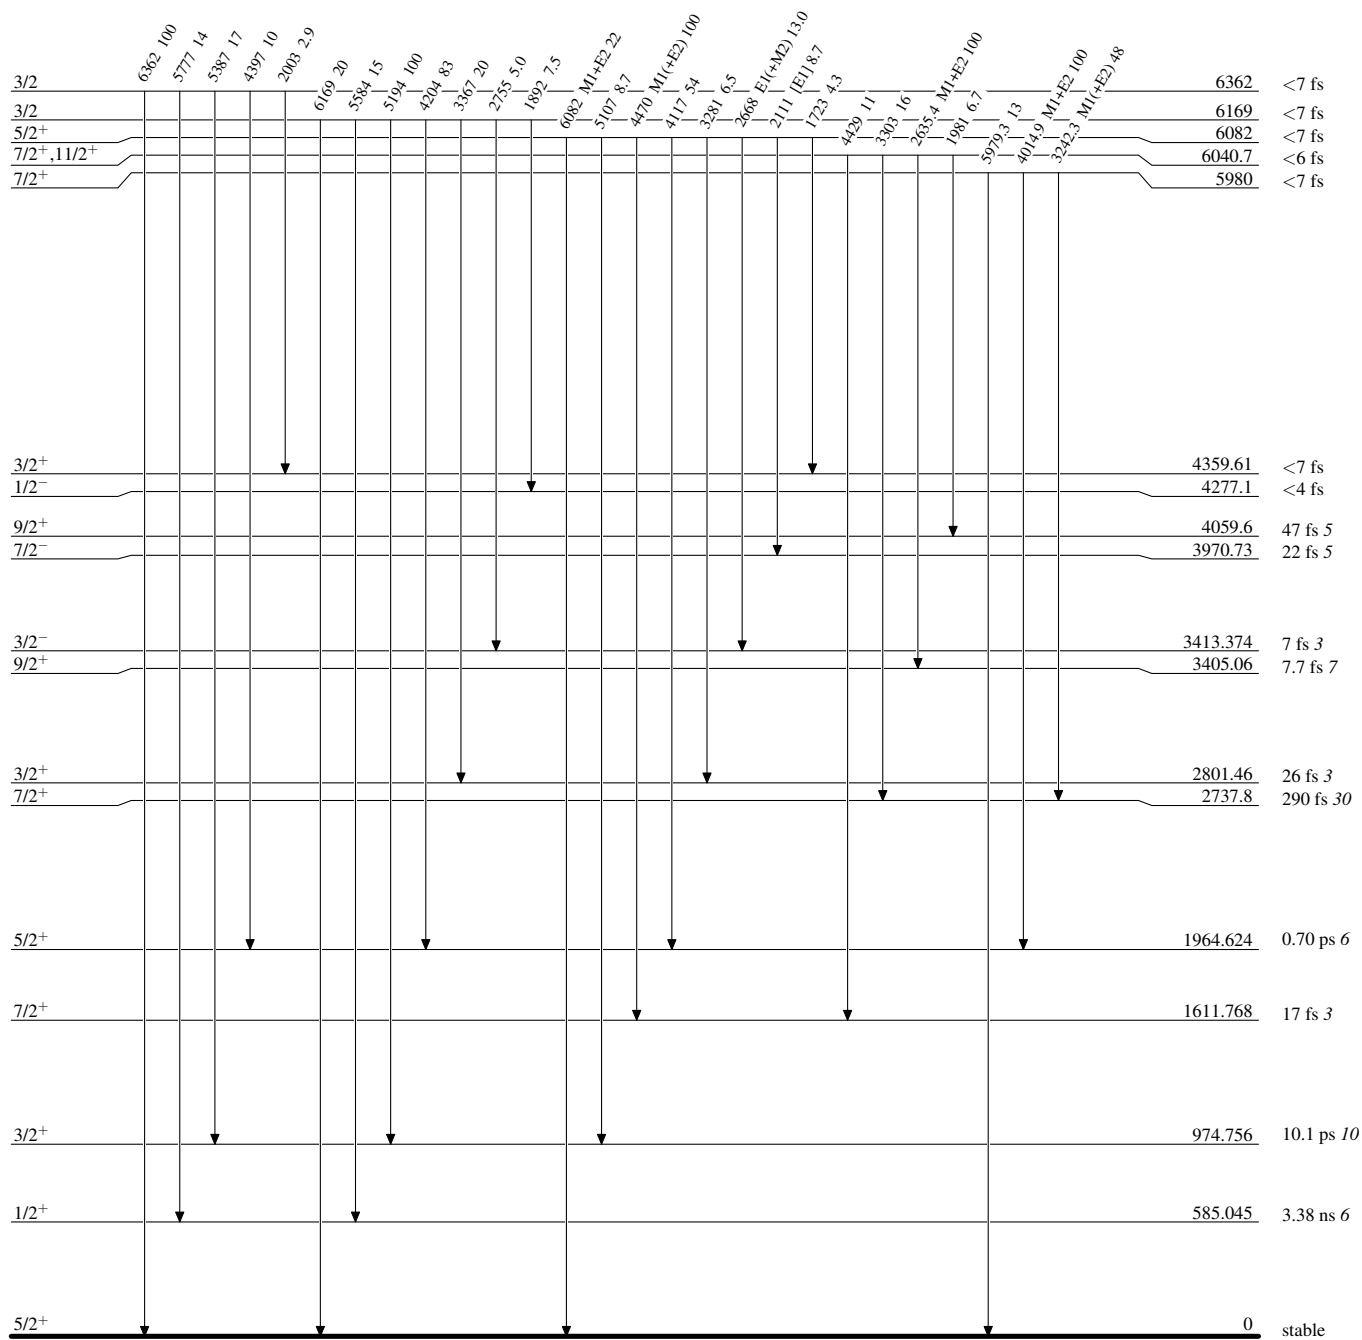 6362 100
5777 14
5387 17
4397 10
2003 2.9
6169 20
5584 15
5194 100
4204 83
3367 20
2755 5.0
1892 7.5
6082 M1+E2 22
5107 8.7
4470 M1(+E2) 100
4117 54
3281 6.5
2668 E1(+M2) 13.0
2111 [E1] 8.7
1723 4.3
4429 11
3303 16
2635.4 M1+E2 100
1981 6.7
5979.3 13
4014.9 M1+E2 100
3242.3 M1(+E2) 48
3/2 6362 <7 fs
3/2 6169 <7 fs
5/2⁺ 6082 <7 fs
7/2⁺,11/2⁺ 6040.7 <6 fs
7/2⁺ 5980 <7 fs
3/2⁺ 4359.61 <7 fs
1/2⁻ 4277.1 <4 fs
9/2⁺ 4059.6 47 fs 5
7/2⁻ 3970.73 22 fs 5
3/2⁻ 3413.374 7 fs 3
9/2⁺ 3405.06 7.7 fs 7
3/2⁺ 2801.46 26 fs 3
7/2⁺ 2737.8 290 fs 30
5/2⁺ 1964.624 0.70 ps 6
7/2⁺ 1611.768 17 fs 3
3/2⁺ 974.756 10.1 ps 10
1/2⁺ 585.045 3.38 ns 6
5/2⁺ 0 stable